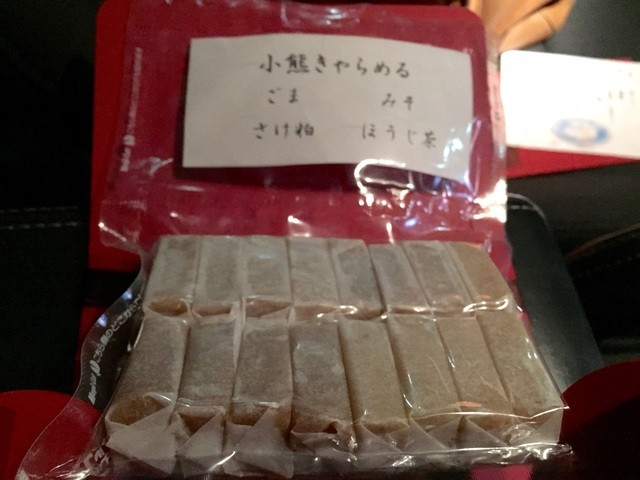 小熊きゃらめる
ごま みそ
さけ粕 ほうじ茶